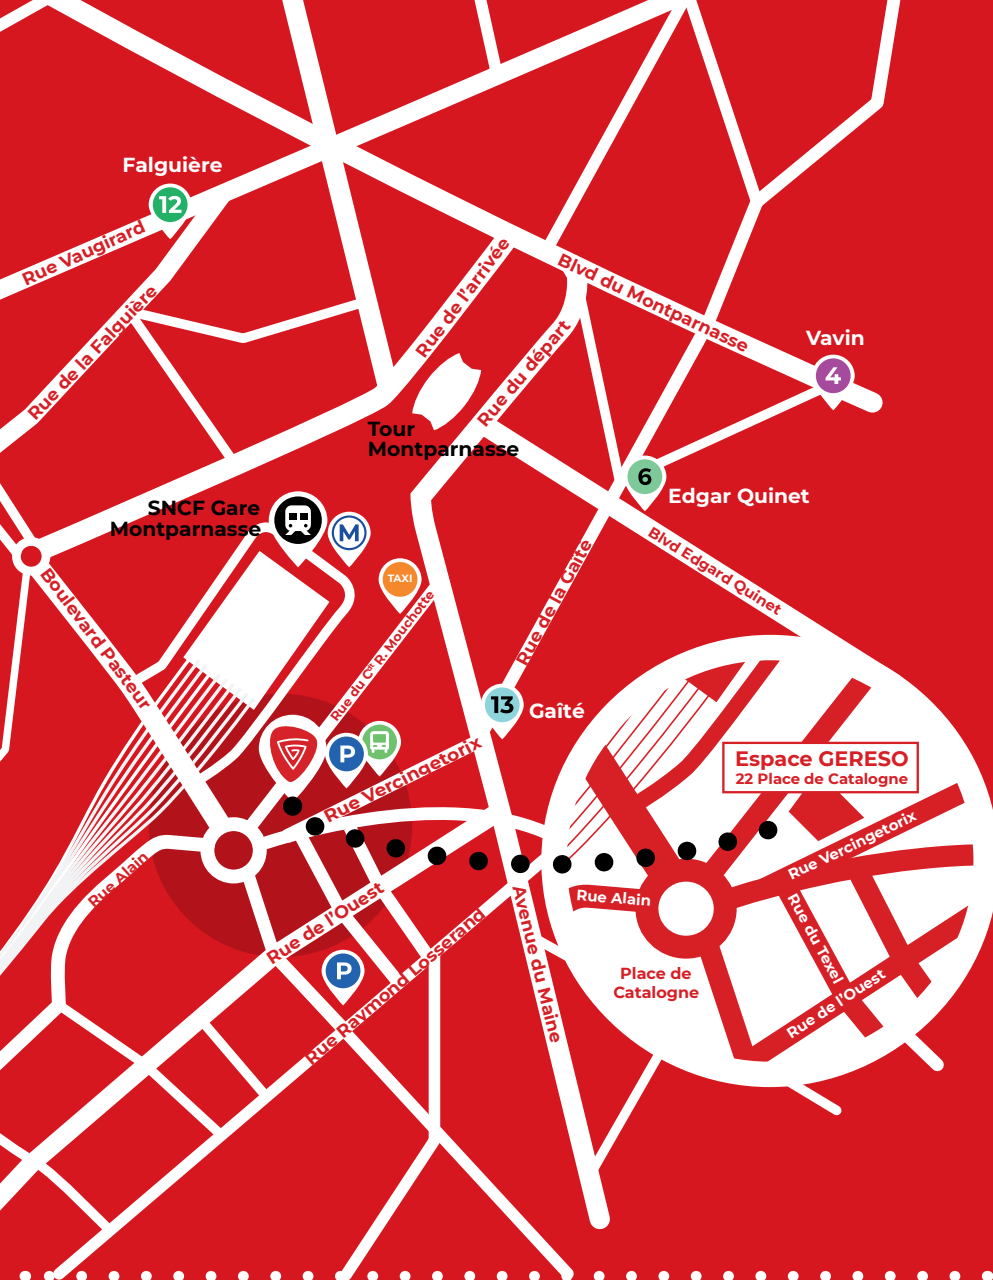 Falguière
12
Rue Vaugirard
Rue de la Falguière
Rue de l'arrivée
Blvd du Montparnasse
Rue du départ
Vavin
4
Tour
Montparnasse
6
Edgar Quinet
SNCF Gare
Montparnasse
M
TAXI
Blvd Edgard Quinet
Rue de la Gaîte
Boulevard Pasteur
Rue du Cdt R. Mouchotte
13
Gaîté
P
Rue Vercingetorix
Espace GERESO
22 Place de Catalogne
Rue Vercingetorix
Rue Alain
Rue Alain
Rue de l'Ouest
Rue Raymond Losserand
Avenue du Maine
Rue du Texel
Rue de l'Ouest
Place de
Catalogne
P